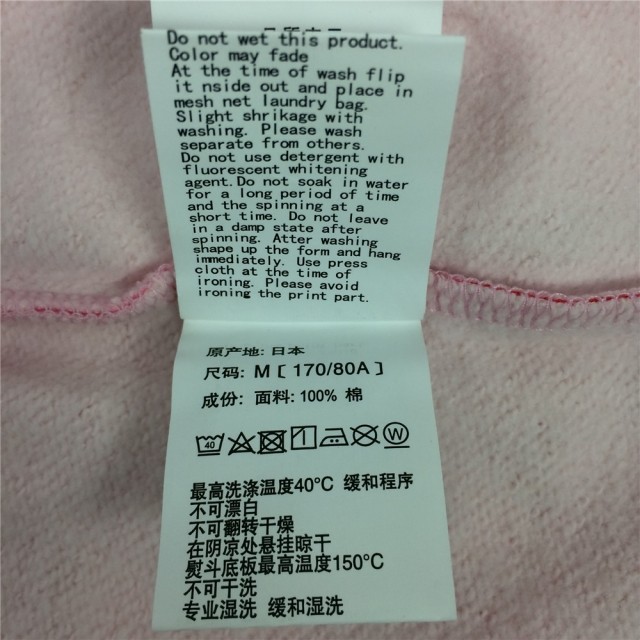 Do not wet this product.
Color may fade
At the time of wash flip
it nside out and place in
mesh net laundry bag.
Slight shrikage with
washing. Please wash
separate from others.
Do not use detergent with
fluorescent whitening
agent.Do not soak in water
for a long period of time
and the spinning at a
short time. Do not leave
in a damp state after
spinning. Atter washing
shape up the form and hang
immediately. Use press
cloth at the time of
ironing. Please avoid
ironing the print part.
原产地: 日本
尺码: M [ 170/80A ]
成份: 面料: 100% 棉
40 W
最高洗涤温度40°C 缓和程序
不可漂白
不可翻转干燥
在阴凉处悬挂晾干
熨斗底板最高温度150°C
不可干洗
专业湿洗 缓和湿洗